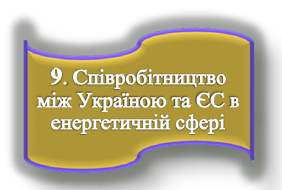 9. Співробітництво
між Україною та ЄС в
енергетичній сфері